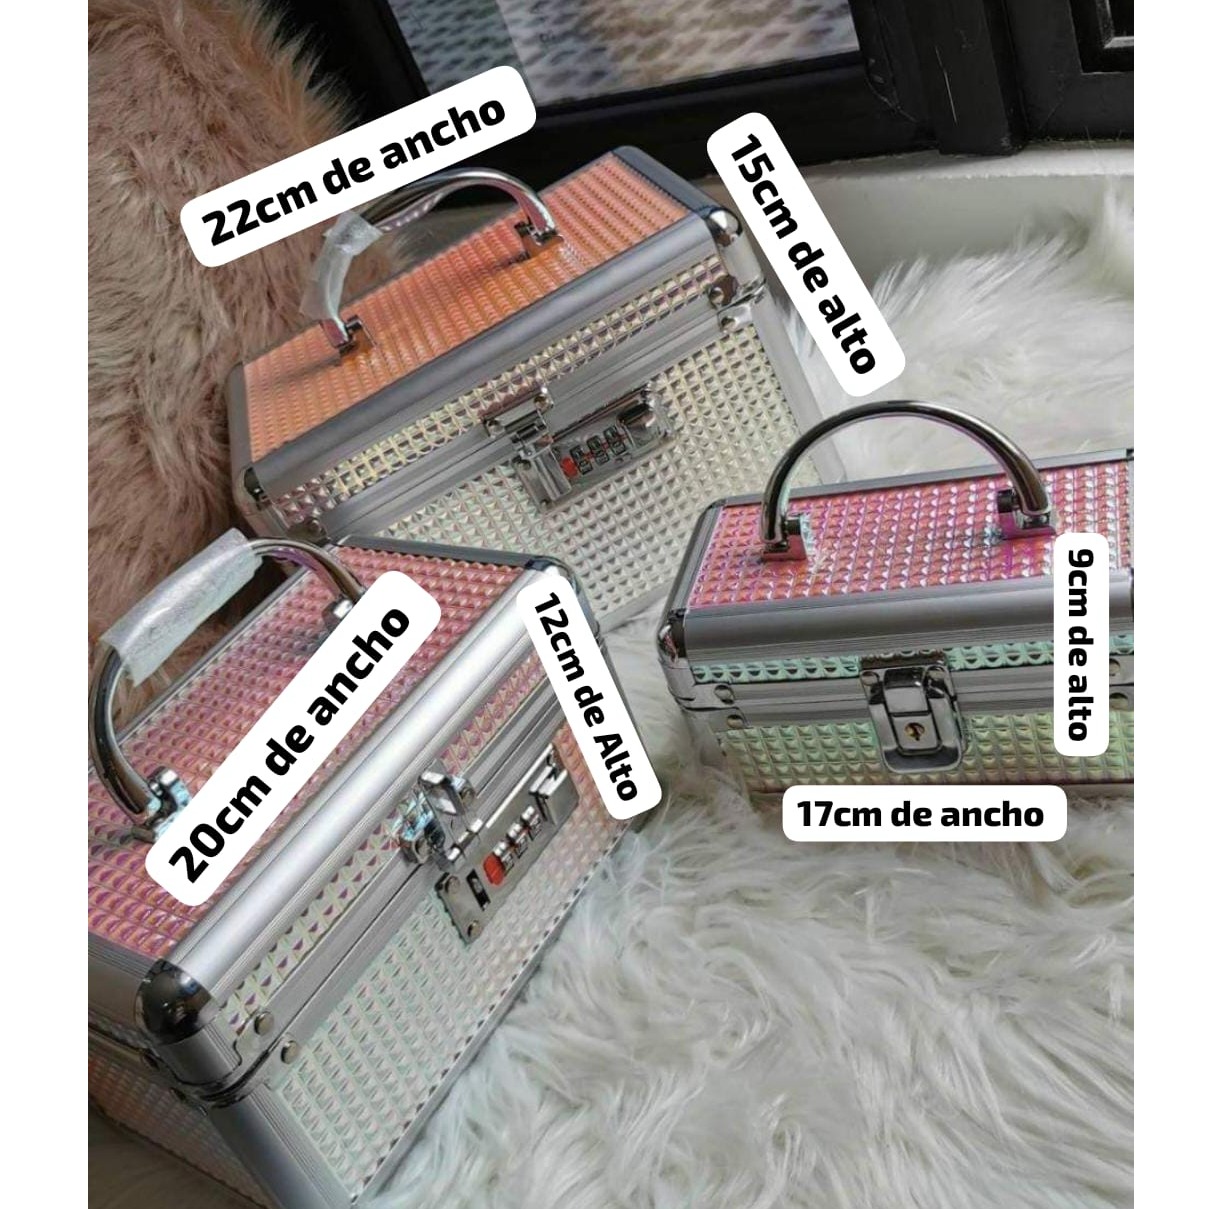 22cm de ancho
15cm de alto
20cm de ancho
12cm de Alto
9cm de alto
17cm de ancho